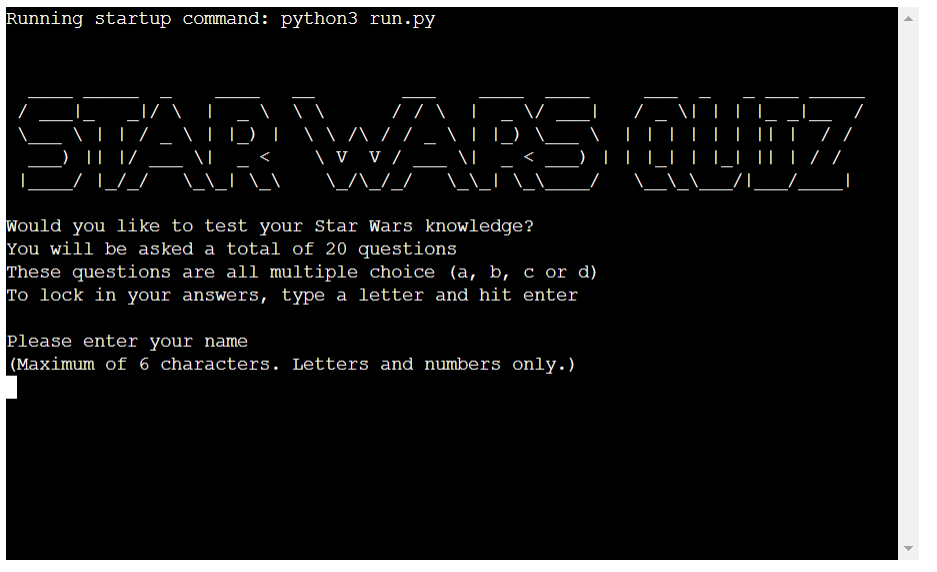 Running startup command: python3 run.py
STAR WARS QUIZ
Would you like to test your Star Wars knowledge?
You will be asked a total of 20 questions
These questions are all multiple choice (a, b, c or d)
To lock in your answers, type a letter and hit enter
Please enter your name
(Maximum of 6 characters. Letters and numbers only.)